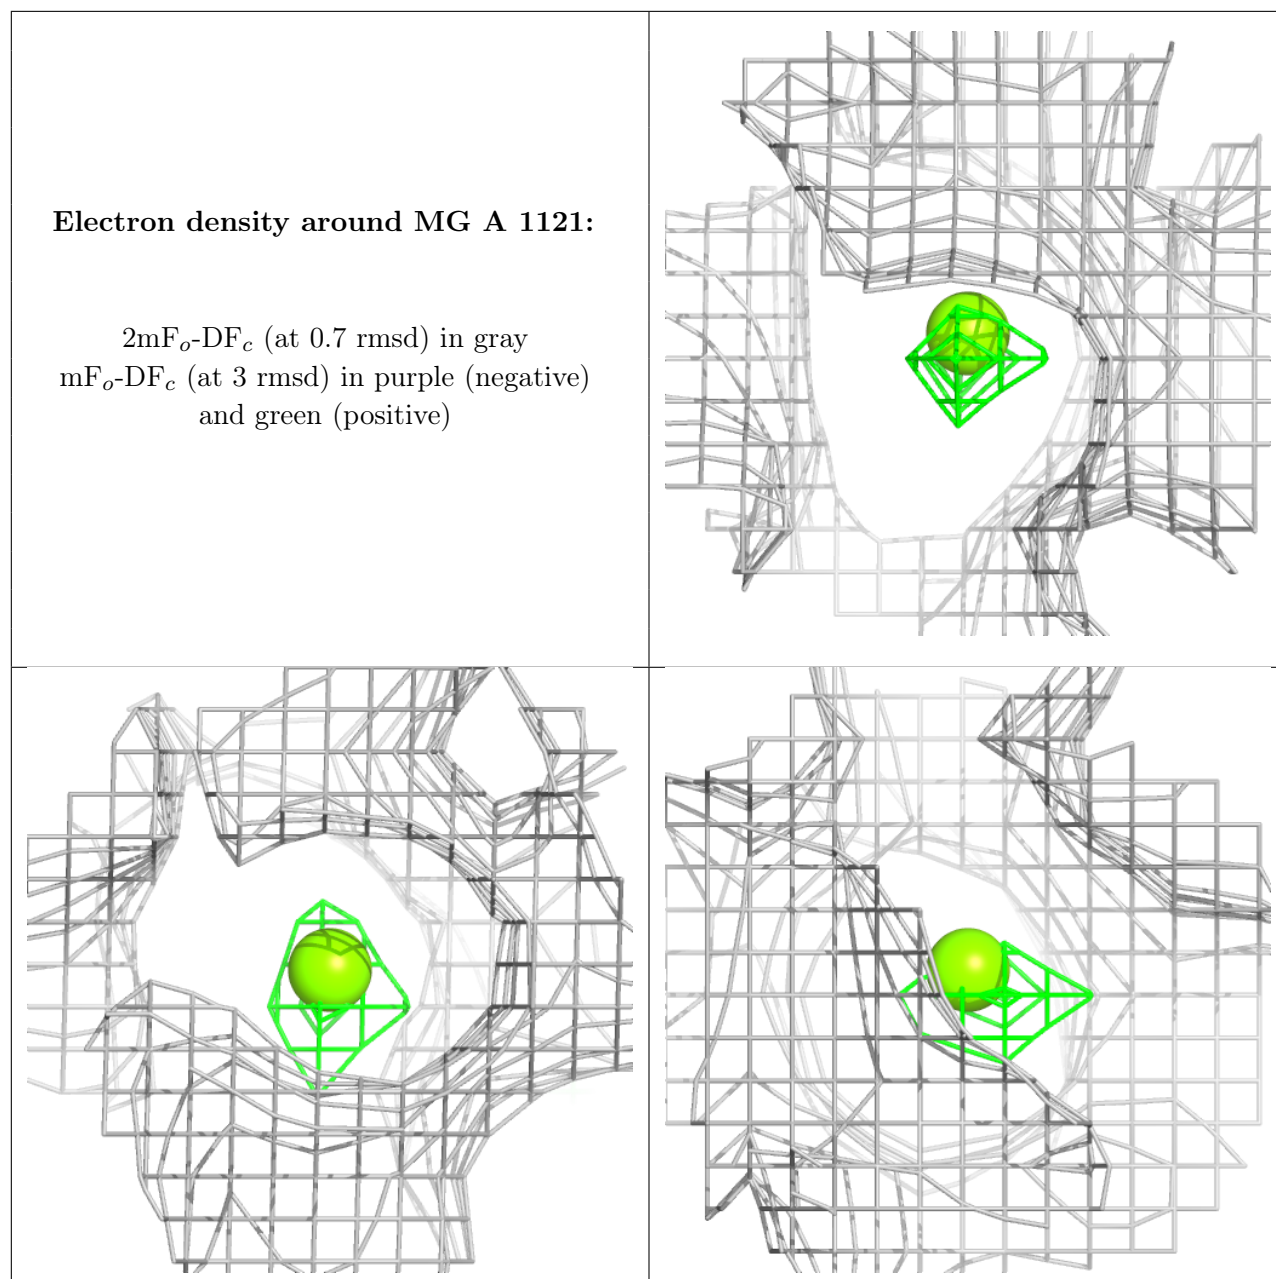 Electron density around MG A 1121:
2mFₒ-DF𝒸 (at 0.7 rmsd) in gray
mFₒ-DF𝒸 (at 3 rmsd) in purple (negative)
and green (positive)